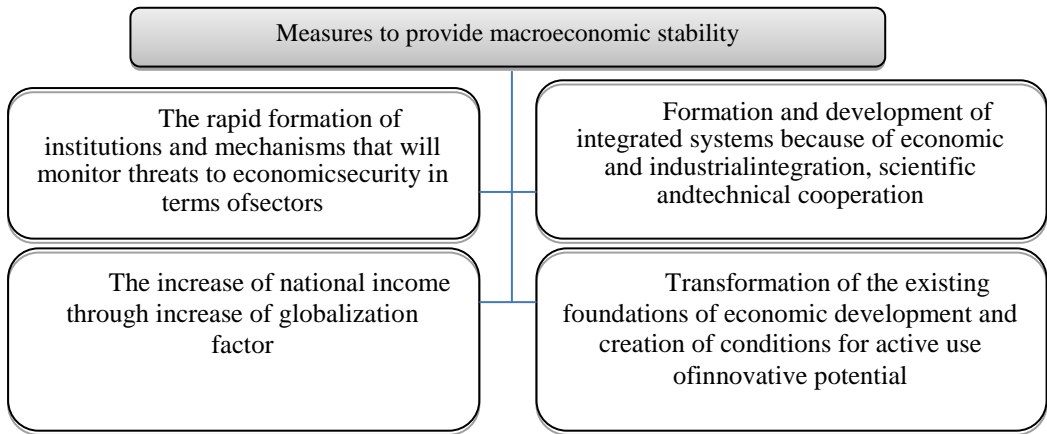 Measures to provide macroeconomic stability
The rapid formation of
institutions and mechanisms that will
monitor threats to economicsecurity in
terms ofsectors
Formation and development of
integrated systems because of economic
and industrialintegration, scientific
andtechnical cooperation
The increase of national income
through increase of globalization
factor
Transformation of the existing
foundations of economic development and
creation of conditions for active use
ofinnovative potential